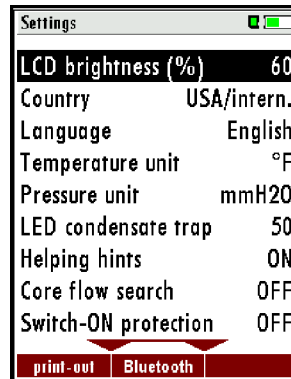 Settings
LCD brightness (%) 60
Country USA/intern.
Language English
Temperature unit °F
Pressure unit mmH2O
LED condensate trap 50
Helping hints ON
Core flow search OFF
Switch-ON protection OFF
print-out Bluetooth